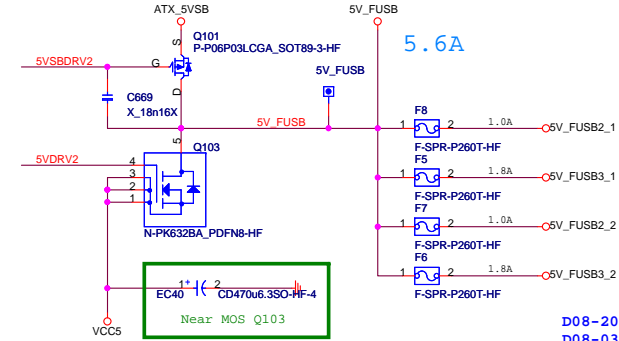 ATX_5VSB
5V_FUSB
S
Q101
P-P06P03LCGA_SOT89-3-HF
5.6A
5VSBDRV2
G
5V_FUSB
D
C669
X_18n16X
F8
5V_FUSB
1
2
1.0A
5V_FUSB2_1
F-SPR-P260T-HF
5
Q103
F5
5VDRV2
4
3
2
1
1
2
1.8A
5V_FUSB3_1
F-SPR-P260T-HF
F7
1
2
1.0A
5V_FUSB2_2
N-PK632BA_PDFN8-HF
F-SPR-P260T-HF
F6
1
2
1.8A
5V_FUSB3_2
1
+
2
EC40
CD470u6.3SO-HF-4
F-SPR-P260T-HF
Near MOS Q103
VCC5
D08-20
D08-03